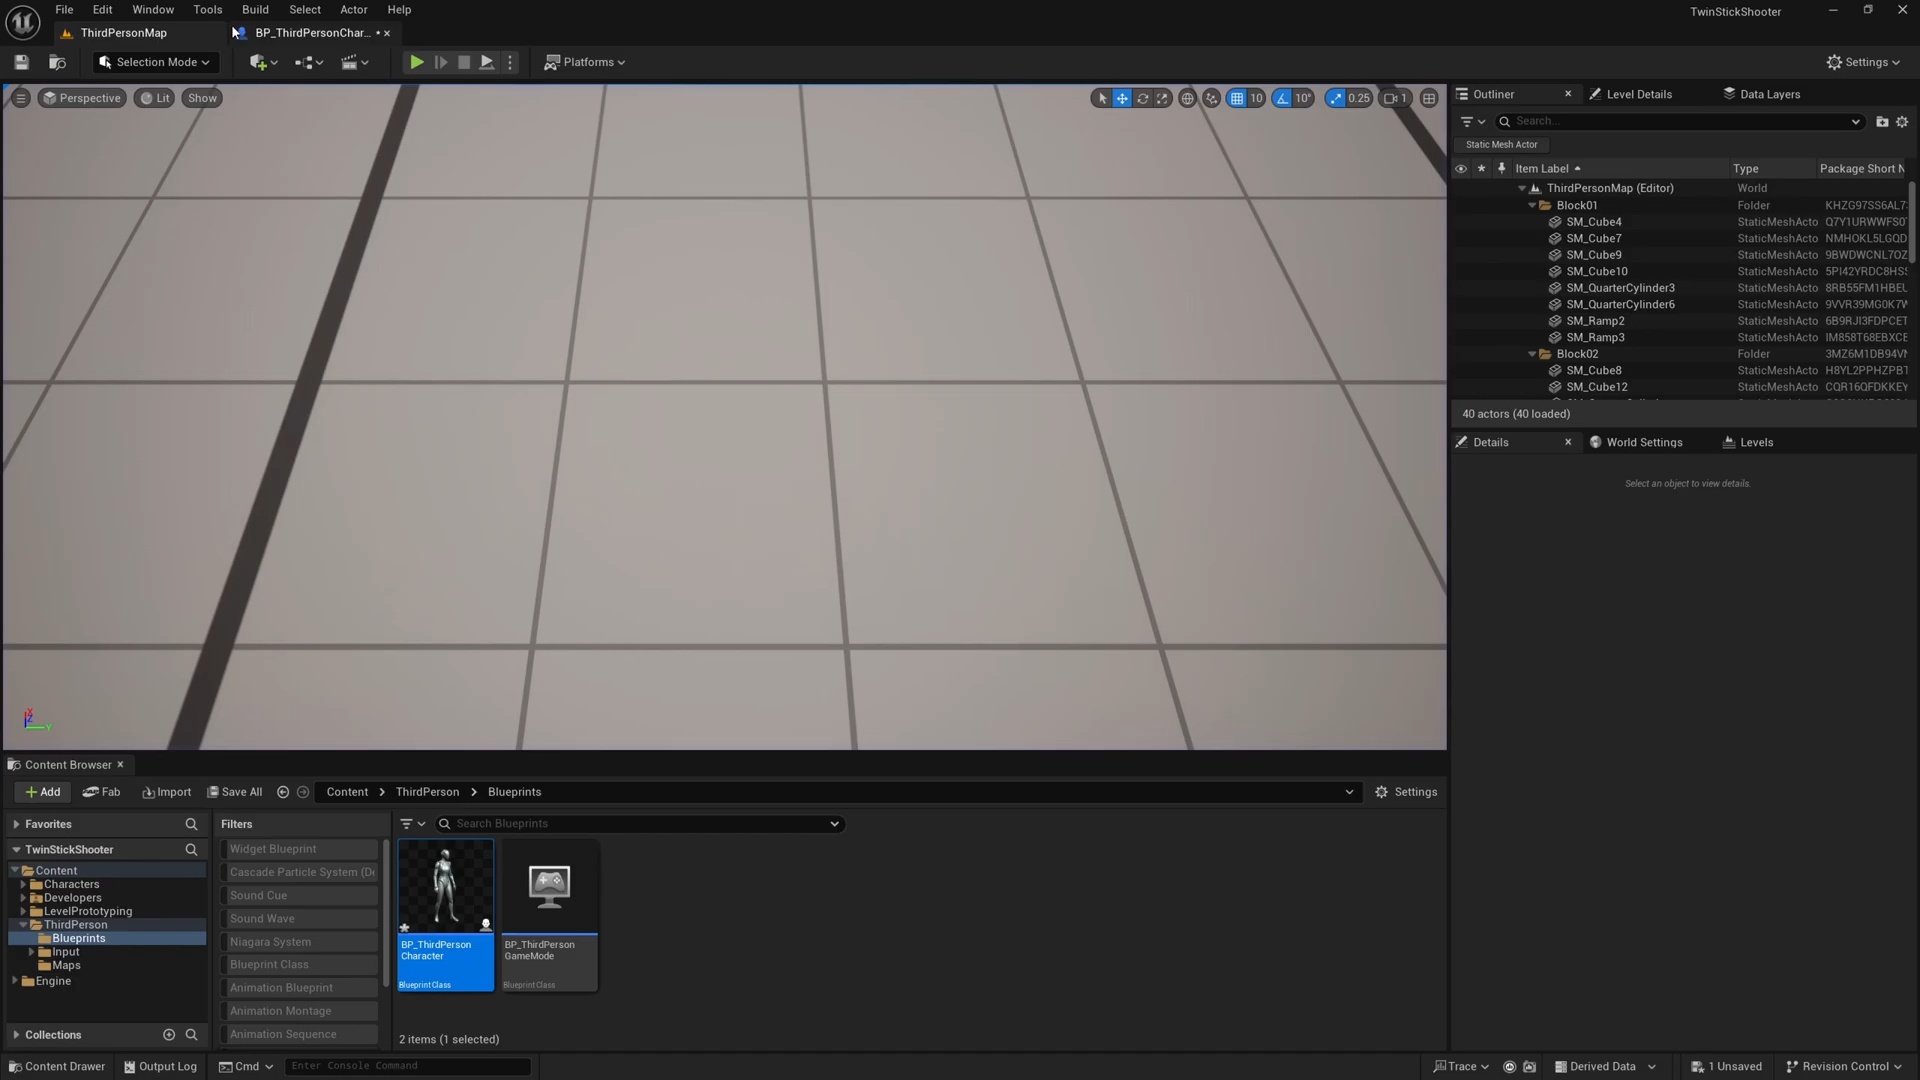 File Edit Window Tools Build Select Actor Help
TwinStickShooter
ThirdPersonMap
BP_ThirdPersonChar...
Selection Mode
Platforms
Settings
Perspective Lit Show
10 10° 0.25 1
Outliner Level Details Data Layers
Search...
Static Mesh Actor
Item Label Type Package Short N
ThirdPersonMap (Editor) World
Block01 Folder KHZG97SS6AL7
SM_Cube4 StaticMeshActo Q7Y1URWWFS0
SM_Cube7 StaticMeshActo NMHOKL5LGQD
SM_Cube9 StaticMeshActo 9BWDWCNL7OZ
SM_Cube10 StaticMeshActo 5PI42YRDC8HS
SM_QuarterCylinder3 StaticMeshActo 8RB55FM1HBEU
SM_QuarterCylinder6 StaticMeshActo 9VVR39MG0K7W
SM_Ramp2 StaticMeshActo 6B9RJI3FDPCET
SM_Ramp3 StaticMeshActo IM858T68EBXCE
Block02 Folder 3MZ6M1DB94V
SM_Cube8 StaticMeshActo H8YL2PPHZPBT
SM_Cube12 StaticMeshActo CQR16QFDKKEY
40 actors (40 loaded)
Details World Settings Levels
Select an object to view details.
X
Z
Y
Content Browser
Add Fab Import Save All Content ThirdPerson Blueprints Settings
Favorites
TwinStickShooter
Content
Characters
Developers
LevelPrototyping
ThirdPerson
Blueprints
Input
Maps
Engine
Collections
Filters
Widget Blueprint
Cascade Particle System (De
Sound Cue
Sound Wave
Niagara System
Blueprint Class
Animation Blueprint
Animation Montage
Animation Sequence
Search Blueprints
BP_ThirdPerson
Character
Blueprint Class
BP_ThirdPerson
GameMode
Blueprint Class
2 items (1 selected)
Content Drawer Output Log Cmd Enter Console Command
Trace Derived Data 1 Unsaved Revision Control